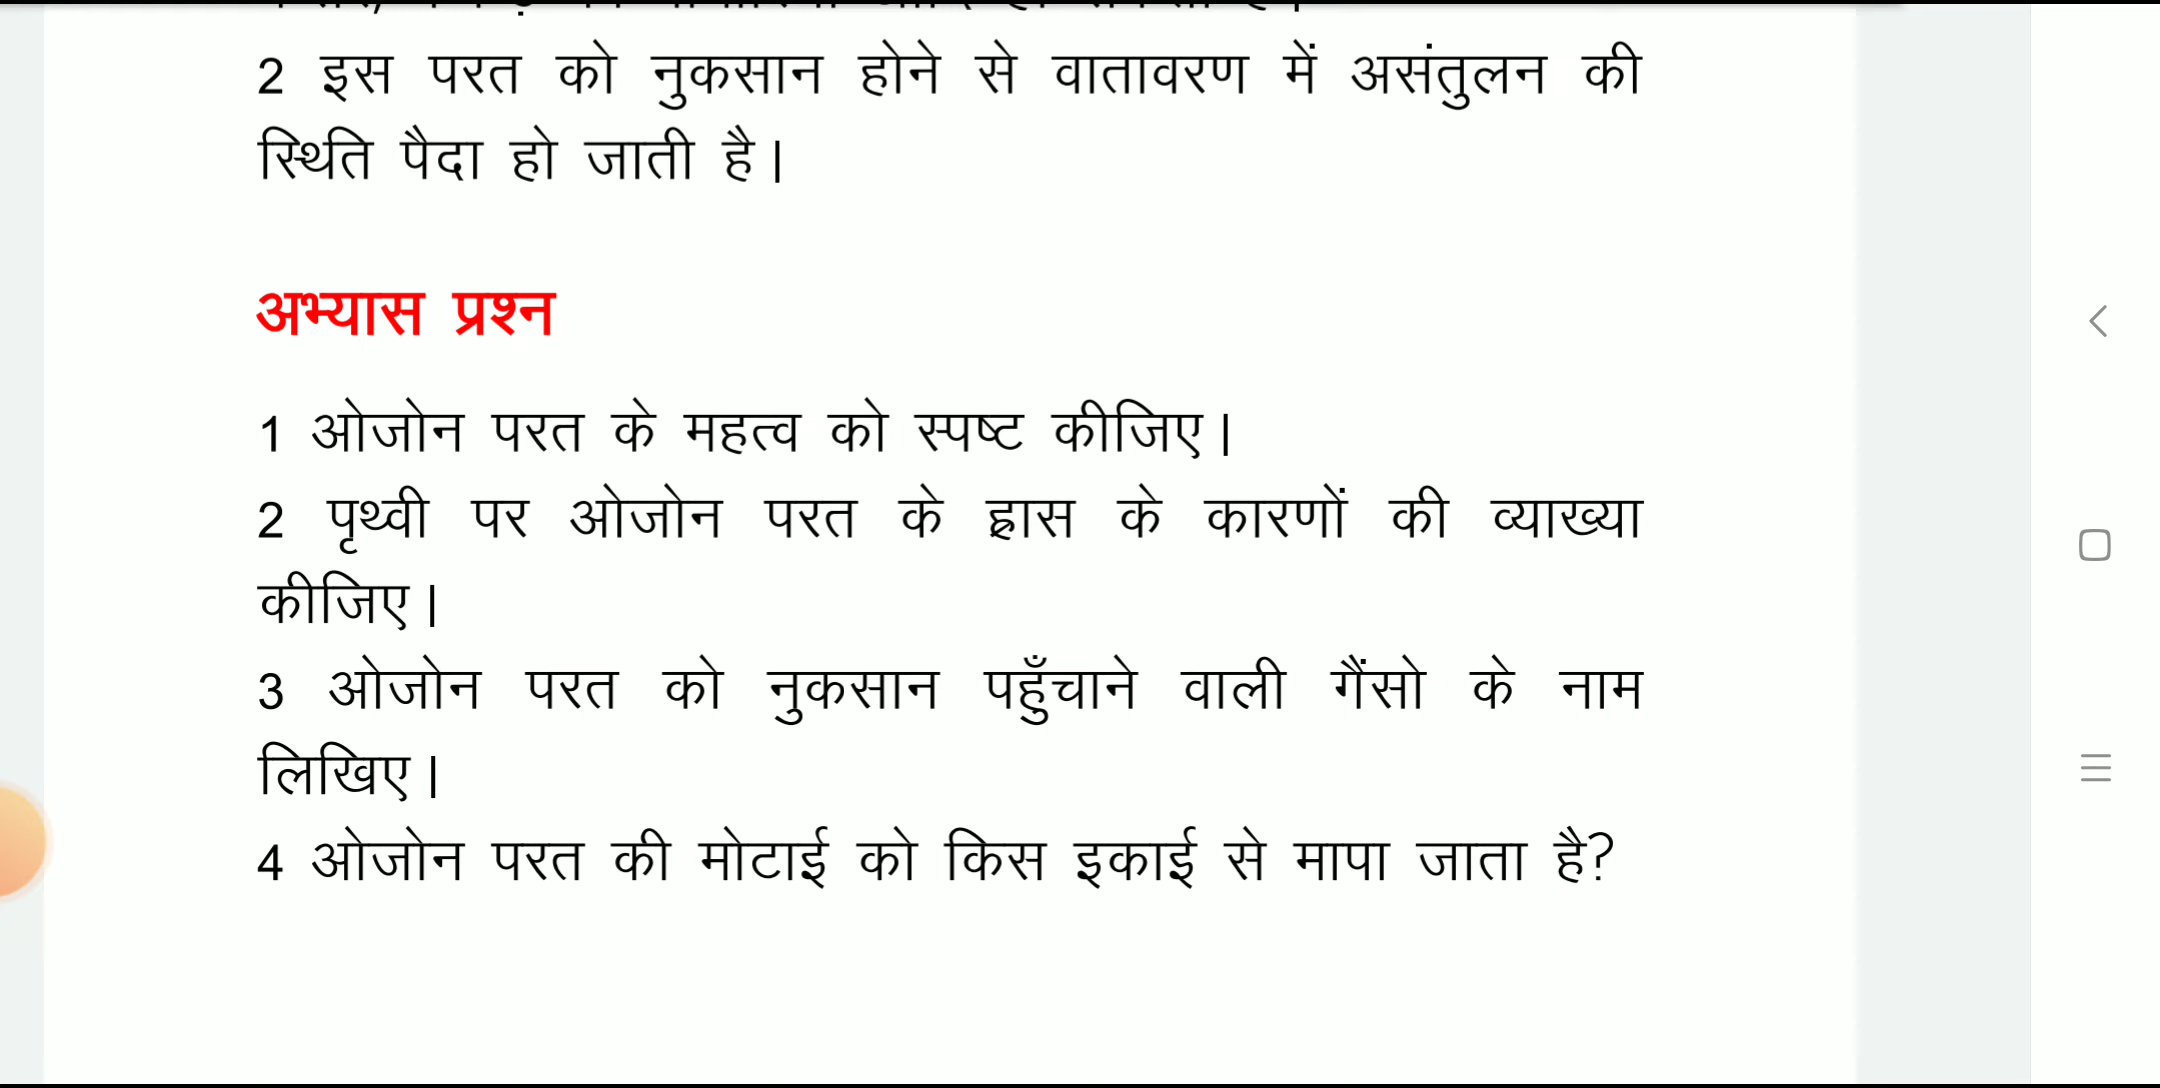 2 इस परत को नुकसान होने से वातावरण में असंतुलन की
स्थिति पैदा हो जाती है।
अभ्यास प्रश्न
1 ओजोन परत के महत्व को स्पष्ट कीजिए।
2 पृथ्वी पर ओजोन परत के ह्रास के कारणों की व्याख्या
कीजिए।
3 ओजोन परत को नुकसान पहुँचाने वाली गैंसो के नाम
लिखिए।
4 ओजोन परत की मोटाई को किस इकाई से मापा जाता है?